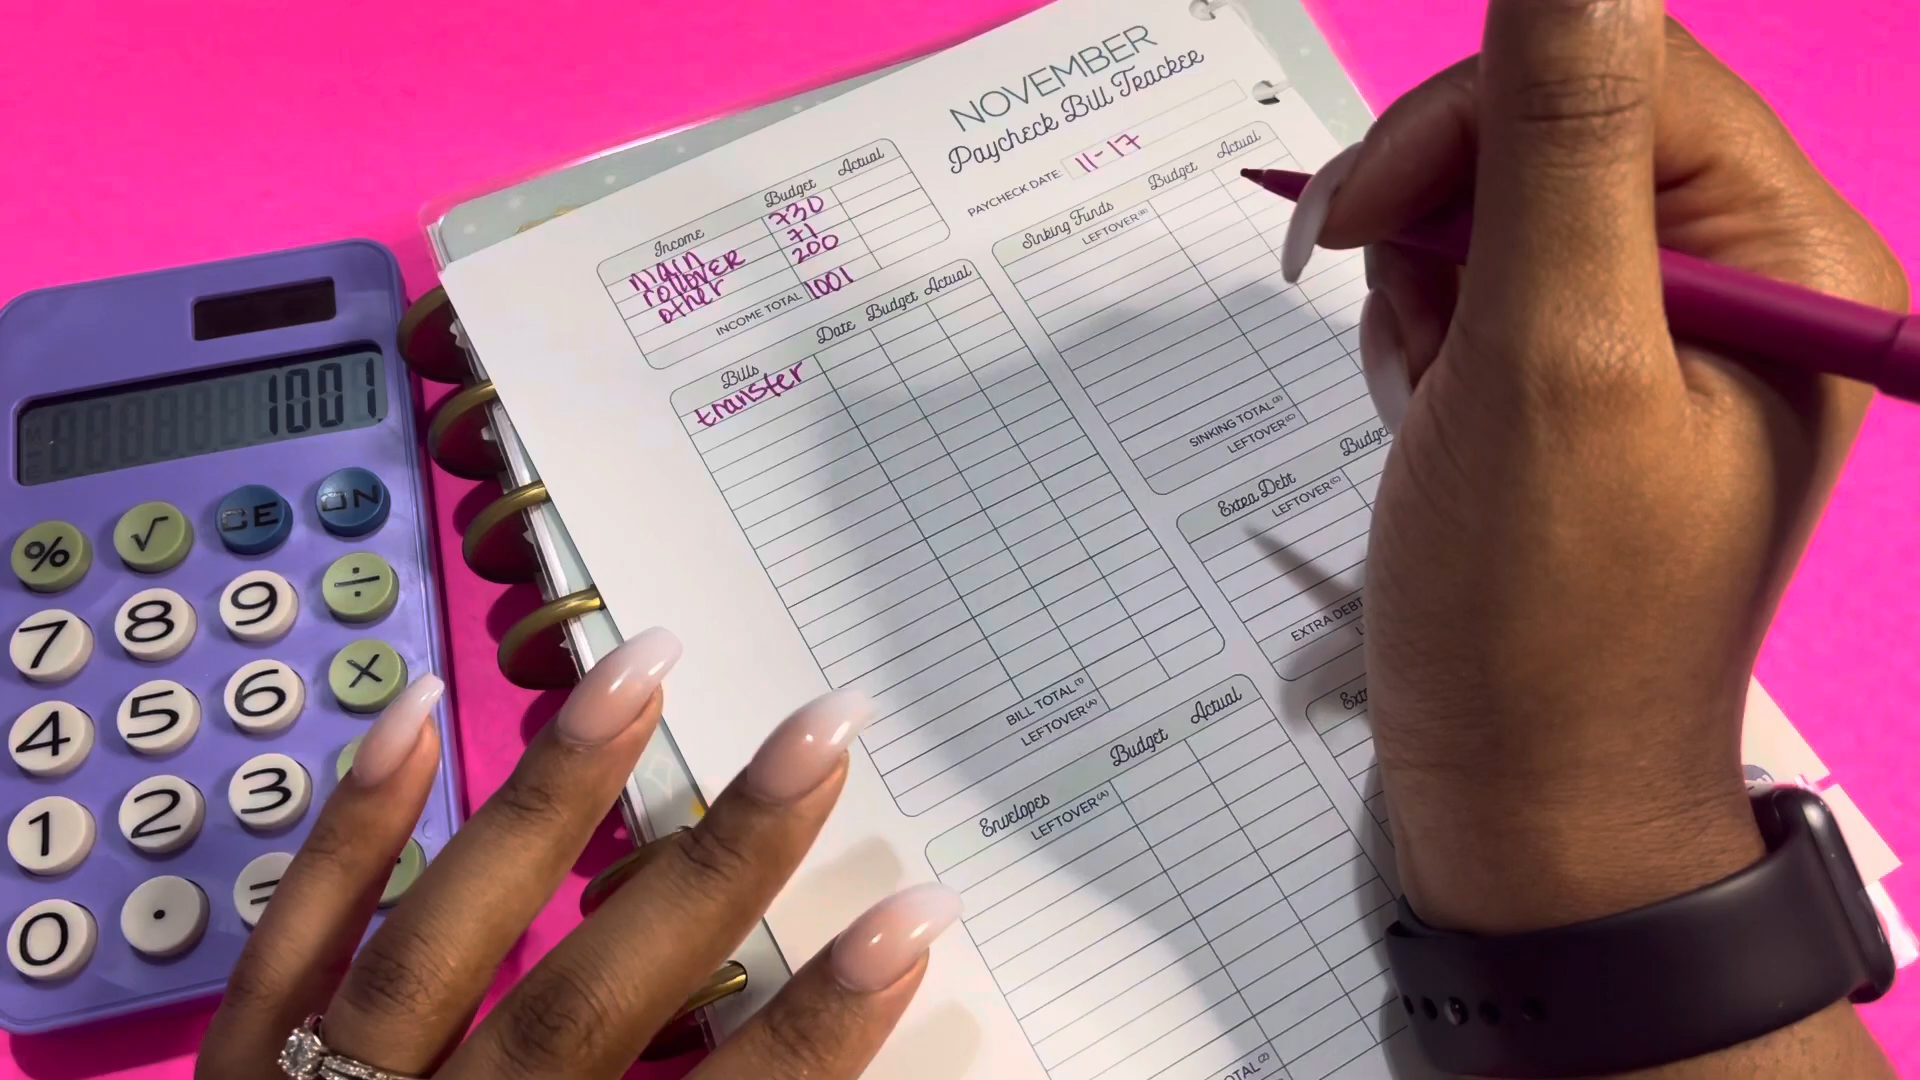 NOVEMBER
Paycheck Bill Tracker
PAYCHECK DATE: 11-17
Income Budget Actual
Main 730
rollover 71
other 200
INCOME TOTAL 1001
Bills Date Budget Actual
transfer
BILL TOTAL (1)
LEFTOVER (A)
Envelopes Budget Actual
LEFTOVER (A)
Sinking Funds Budget Actual
LEFTOVER (B)
SINKING TOTAL (3)
LEFTOVER (C)
Extra Debt
LEFTOVER (C)
EXTRA DEBT
1001
% √ CE ON
7 8 9 ÷
4 5 6 ×
1 2 3
0 . =